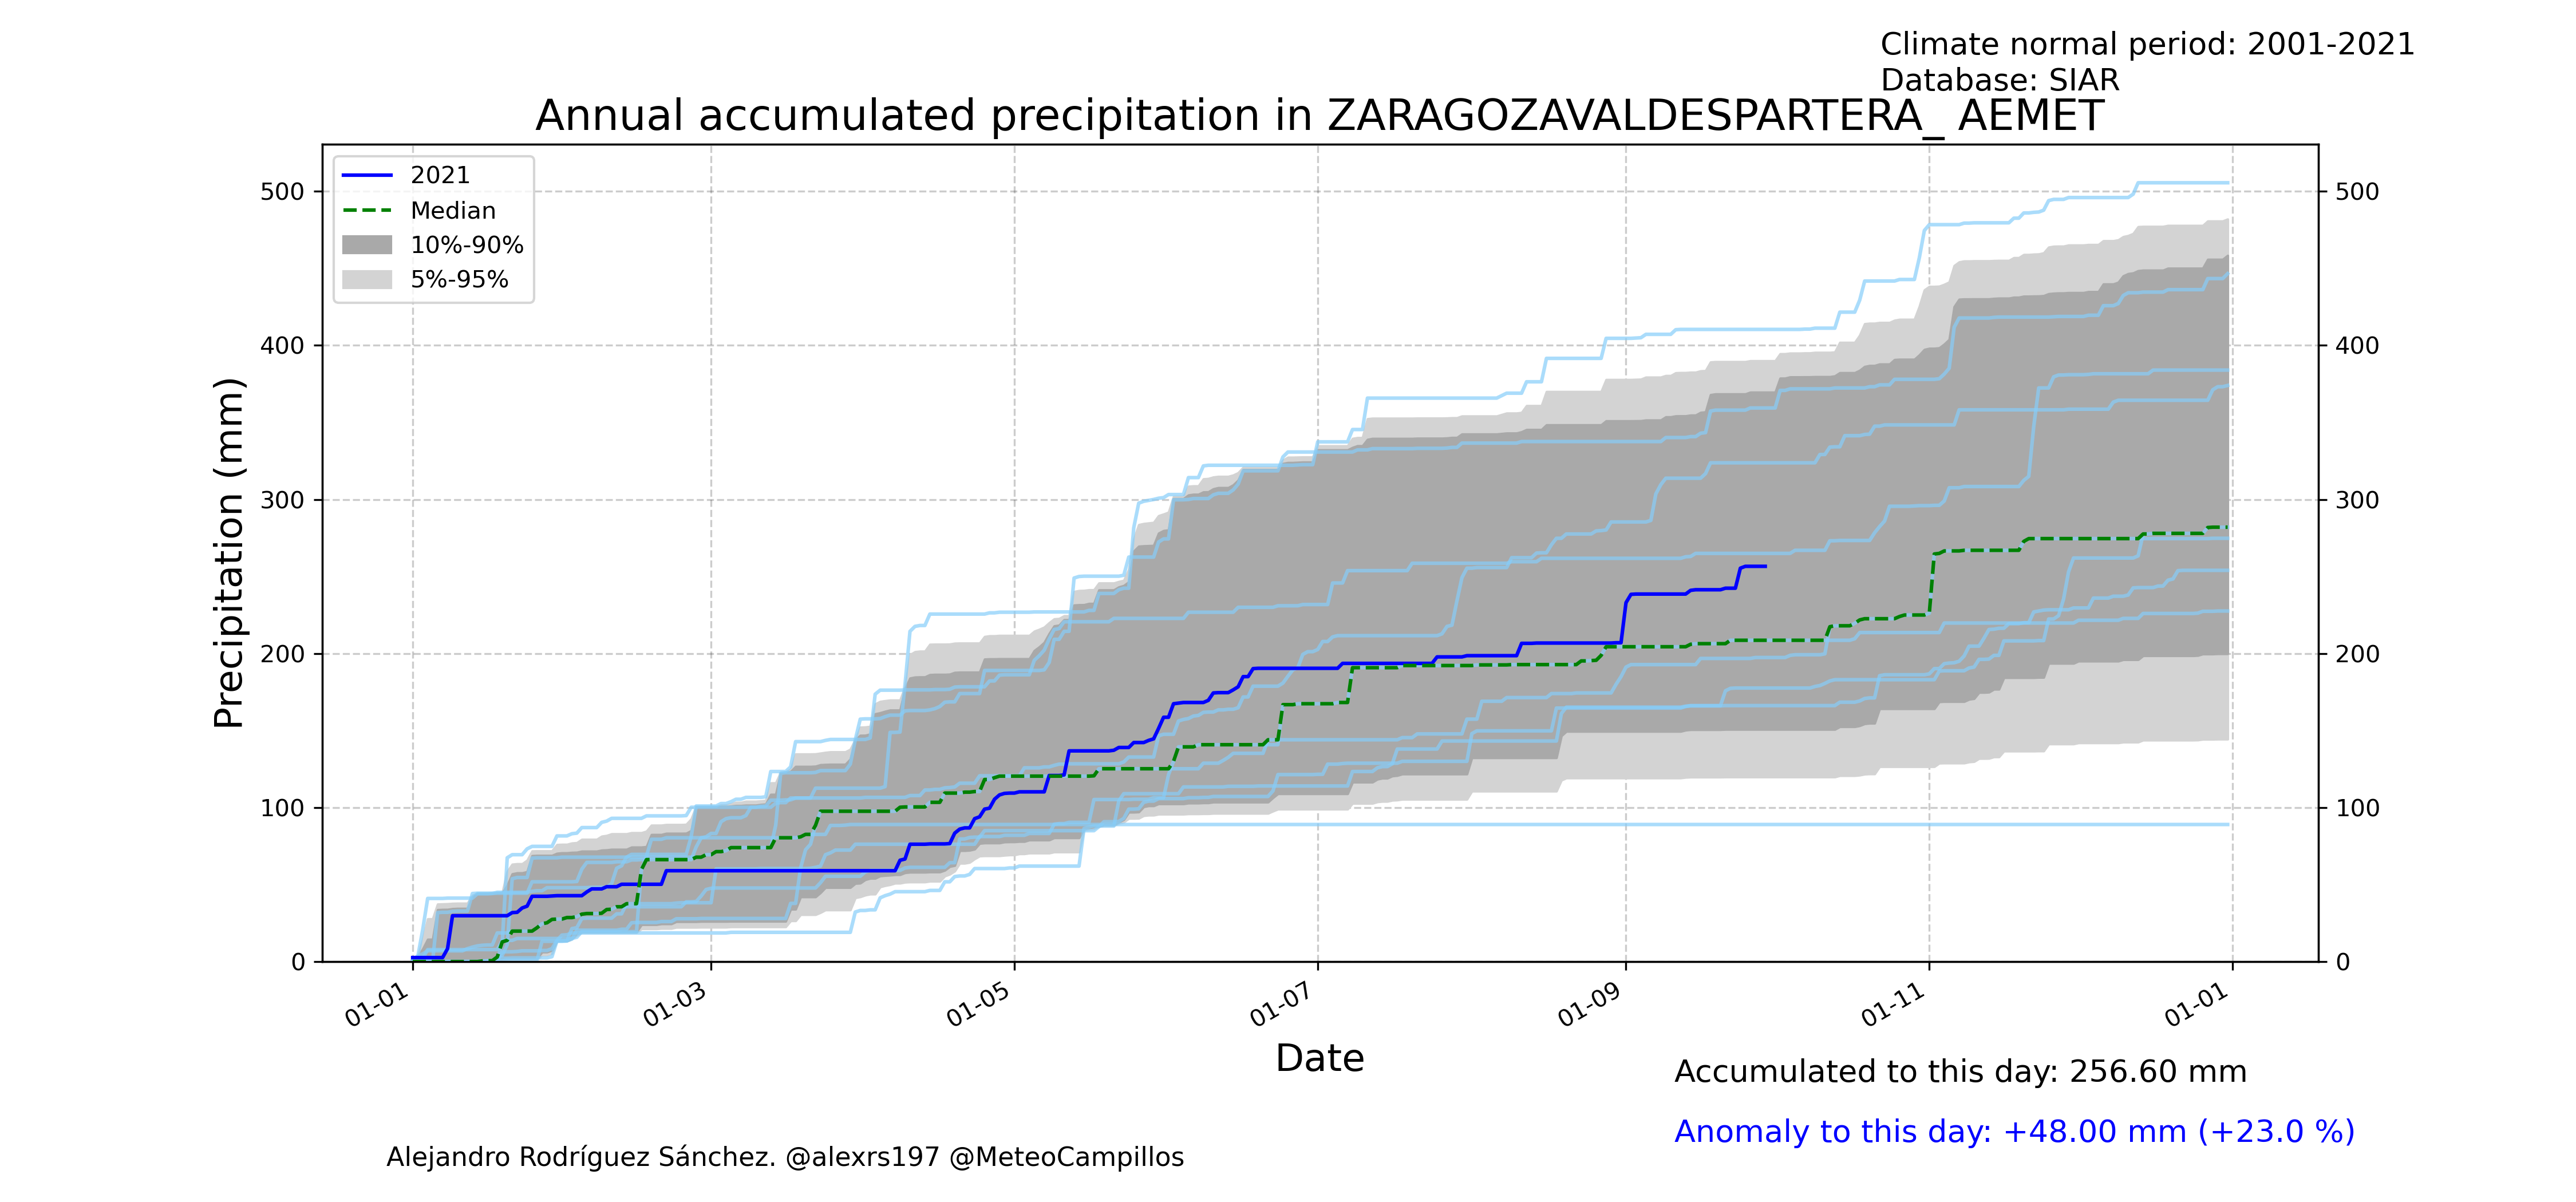 Climate normal period: 2001-2021
Database: SIAR
Annual accumulated precipitation in ZARAGOZAVALDESPARTERA_ AEMET
2021
Median
10%-90%
5%-95%
Precipitation (mm)
500
400
300
200
100
0
500
400
300
200
100
0
01-01
01-03
01-05
01-07
01-09
01-11
01-01
Date
Accumulated to this day: 256.60 mm
Anomaly to this day: +48.00 mm (+23.0 %)
Alejandro Rodríguez Sánchez. @alexrs197 @MeteoCampillos